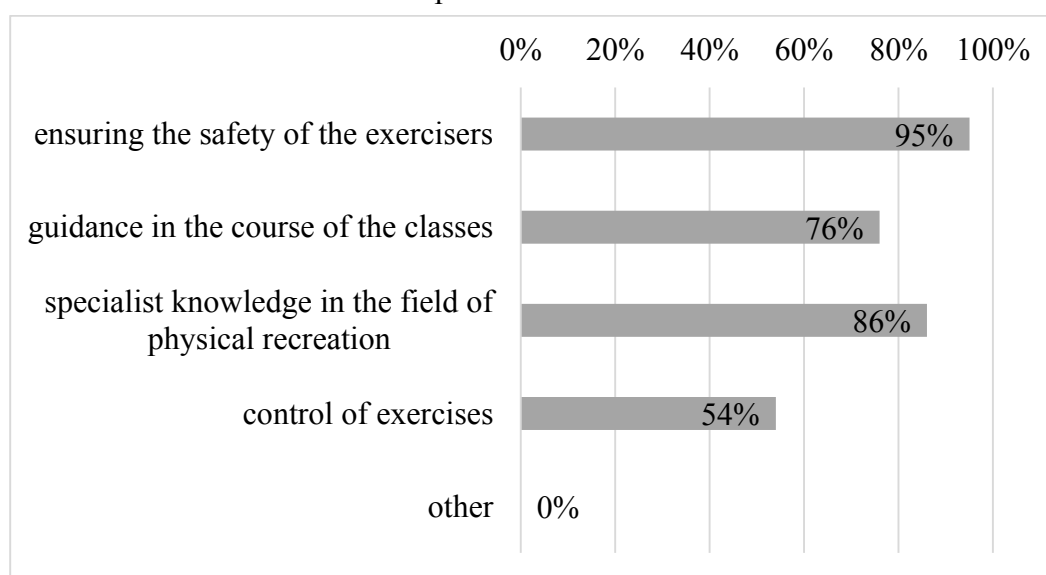 0% 20% 40% 60% 80% 100%
ensuring the safety of the exercisers 95%
guidance in the course of the classes 76%
specialist knowledge in the field of
physical recreation 86%
control of exercises 54%
other 0%